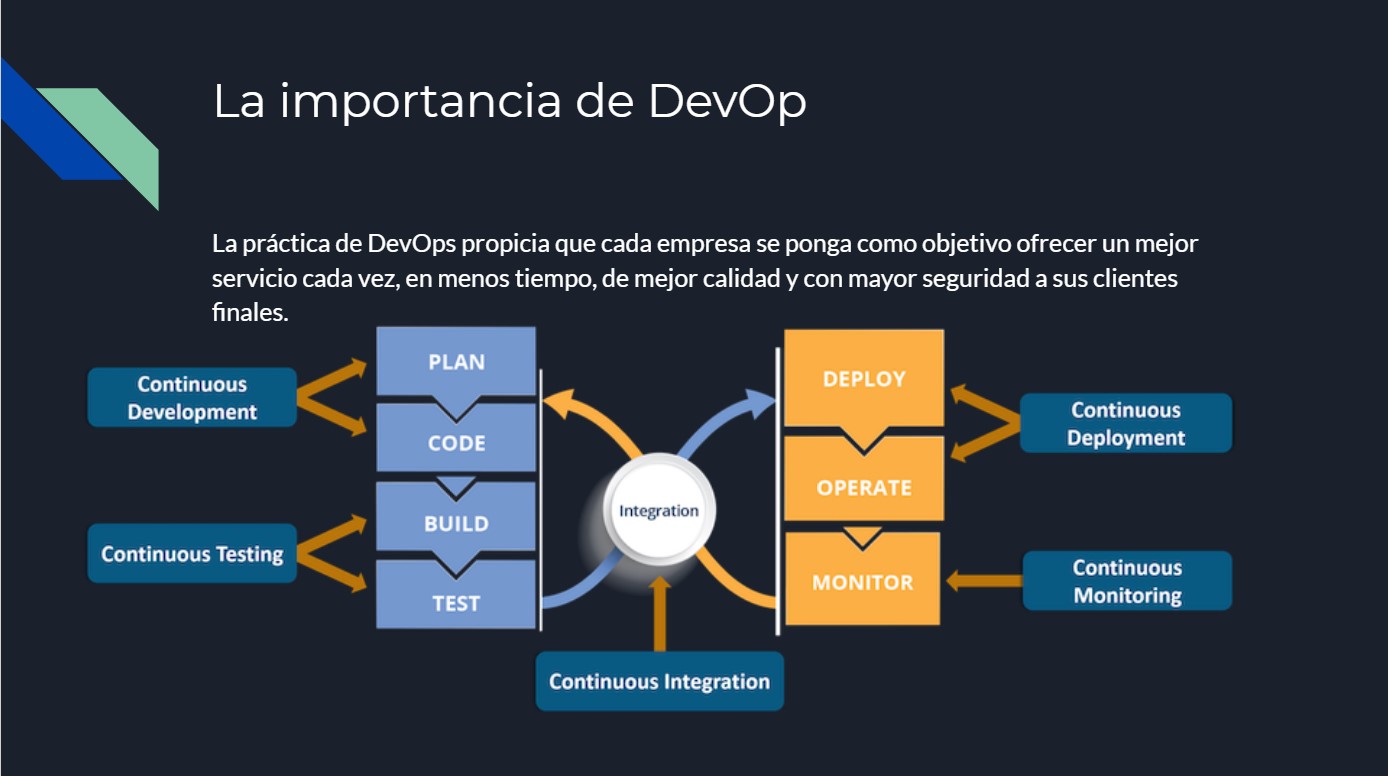 La importancia de DevOp
La práctica de DevOps propicia que cada empresa se ponga como objetivo ofrecer un mejor
servicio cada vez, en menos tiempo, de mejor calidad y con mayor seguridad a sus clientes
finales.
Continuous
Development
Continuous Testing
PLAN
CODE
BUILD
TEST
Integration
Continuous Integration
DEPLOY
OPERATE
MONITOR
Continuous
Deployment
Continuous
Monitoring